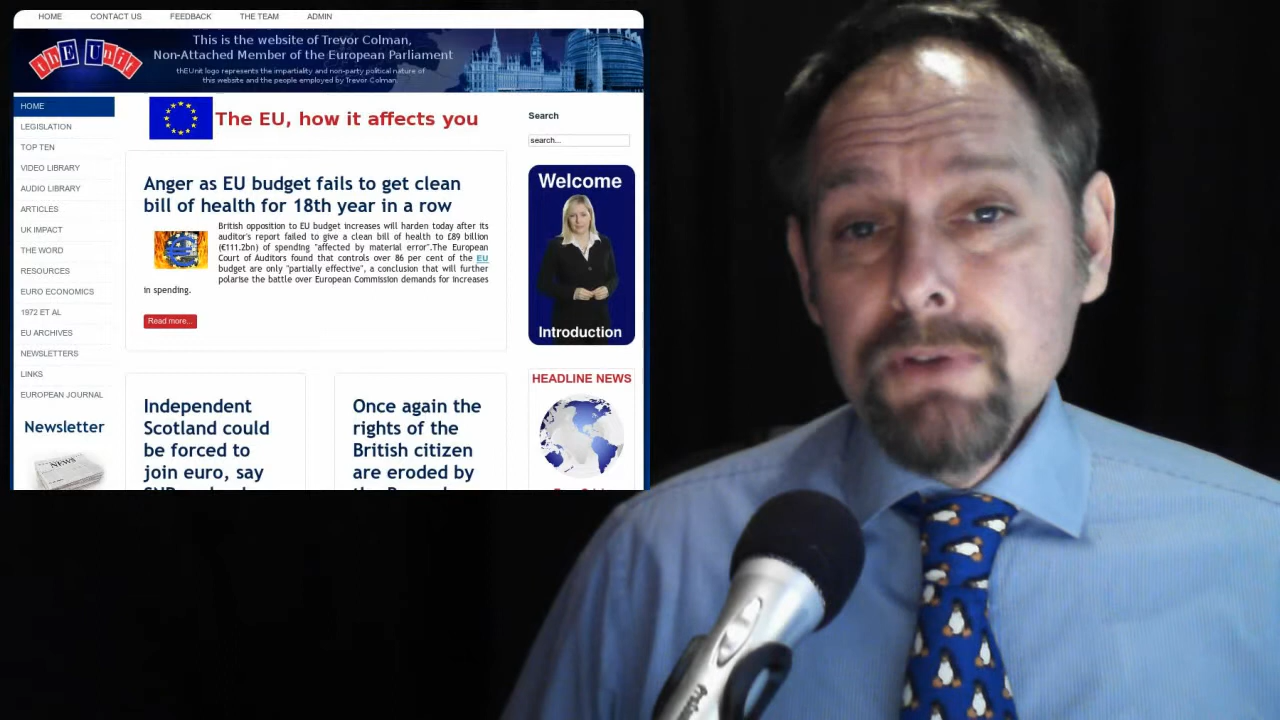 HOME
CONTACT US
FEEDBACK
THE TEAM
ADMIN
thEUnit
This is the website of Trevor Colman,
Non-Attached Member of the European Parliament
thEUnit logo represents the impartiality and non-party political nature of
this website and the people employed by Trevor Colman
HOME
LEGISLATION
TOP TEN
VIDEO LIBRARY
AUDIO LIBRARY
ARTICLES
UK IMPACT
THE WORD
RESOURCES
EURO ECONOMICS
1972 ET AL
EU ARCHIVES
NEWSLETTERS
LINKS
EUROPEAN JOURNAL
Newsletter
NEWS
The EU, how it affects you
Anger as EU budget fails to get clean
bill of health for 18th year in a row
British opposition to EU budget increases will harden today after its
auditor's report failed to give a clean bill of health to £89 billion
(€111.2bn) of spending "affected by material error".The European
Court of Auditors found that controls over 86 per cent of the EU
budget are only "partially effective", a conclusion that will further
polarise the battle over European Commission demands for increases
in spending.
Read more...
Independent
Scotland could
be forced to
join euro, say
Once again the
rights of the
British citizen
are eroded by
Search
search...
Welcome
Introduction
HEADLINE NEWS